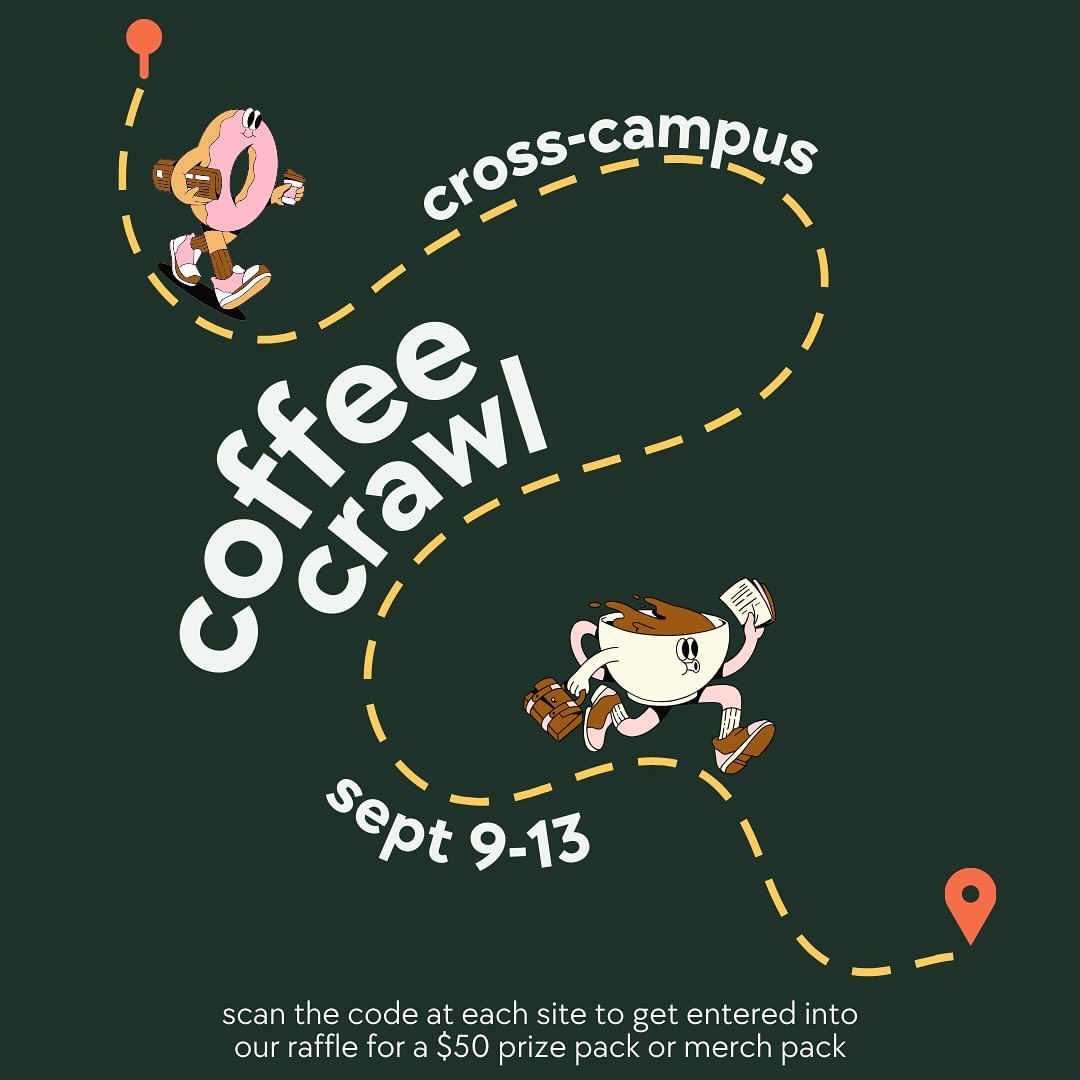 cross-campus
coffee
crawl
sept 9-13
scan the code at each site to get entered into
our raffle for a $50 prize pack or merch pack